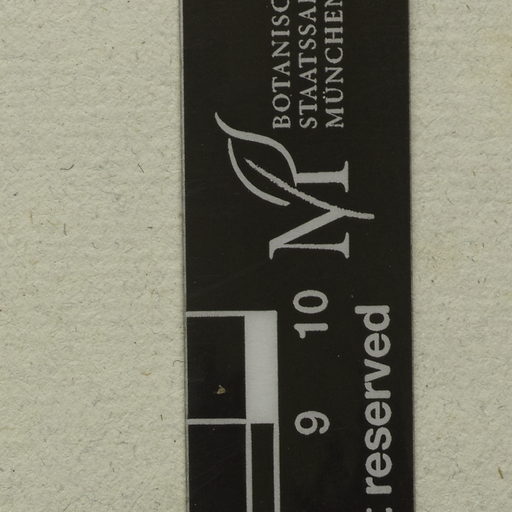 BOTANISC
STAATSSA
MÜNCHEN
M
9 10
t reserved